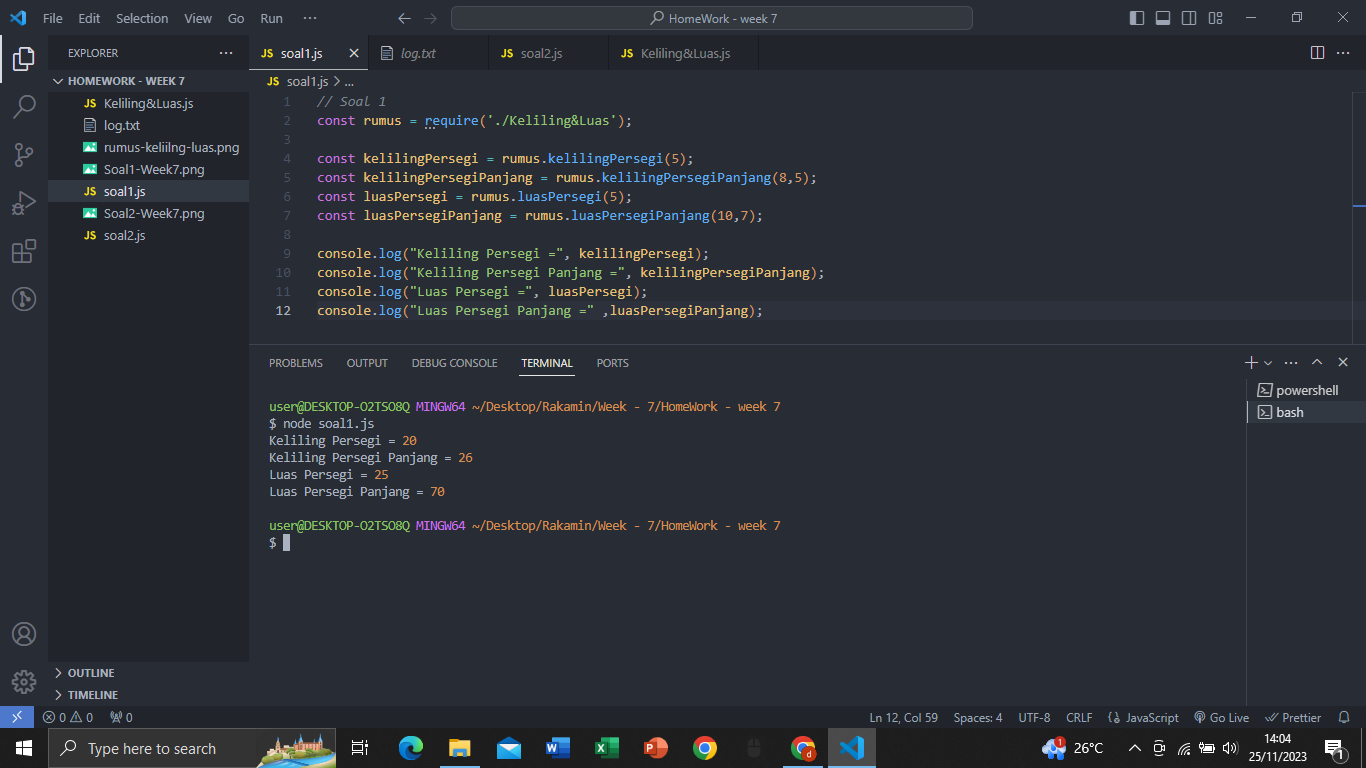 File Edit Selection View Go Run ···
HomeWork - week 7
EXPLORER ···
HOMEWORK - WEEK 7
JS Keliling&Luas.js
log.txt
rumus-keliilng-luas.png
Soal1-Week7.png
JS soal1.js
Soal2-Week7.png
JS soal2.js
OUTLINE
TIMELINE
JS soal1.js
log.txt
JS soal2.js
JS Keliling&Luas.js
JS soal1.js > ...
1 // Soal 1
2 const rumus = require('./Keliling&Luas');
3
4 const kelilingPersegi = rumus.kelilingPersegi(5);
5 const kelilingPersegiPanjang = rumus.kelilingPersegiPanjang(8,5);
6 const luasPersegi = rumus.luasPersegi(5);
7 const luasPersegiPanjang = rumus.luasPersegiPanjang(10,7);
8
9 console.log("Keliling Persegi =", kelilingPersegi);
10 console.log("Keliling Persegi Panjang =", kelilingPersegiPanjang);
11 console.log("Luas Persegi =", luasPersegi);
12 console.log("Luas Persegi Panjang =" ,luasPersegiPanjang);
PROBLEMS OUTPUT DEBUG CONSOLE TERMINAL PORTS
user@DESKTOP-O2TSO8Q MINGW64 ~/Desktop/Rakamin/Week - 7/HomeWork - week 7
$ node soal1.js
Keliling Persegi = 20
Keliling Persegi Panjang = 26
Luas Persegi = 25
Luas Persegi Panjang = 70
user@DESKTOP-O2TSO8Q MINGW64 ~/Desktop/Rakamin/Week - 7/HomeWork - week 7
$
powershell
bash
0 0 0
Ln 12, Col 59 Spaces: 4 UTF-8 CRLF {} JavaScript Go Live Prettier
Type here to search
1
26°C
14:04
25/11/2023
1